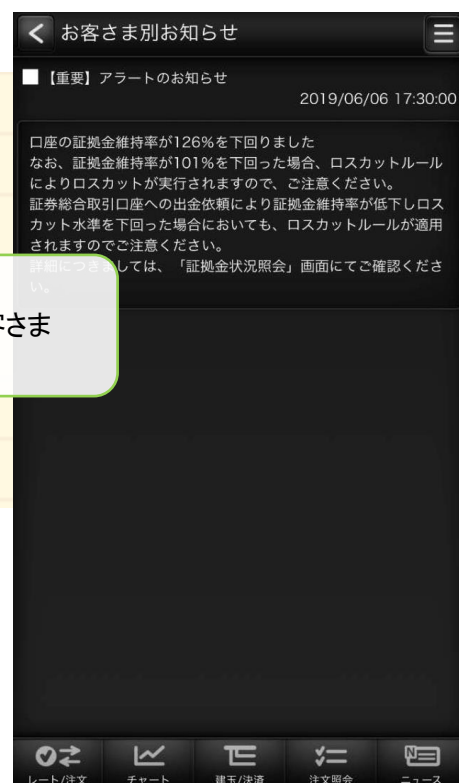 お客さま別お知らせ
【重要】アラートのお知らせ
2019/06/06 17:30:00
口座の証拠金維持率が126%を下回りました
なお、証拠金維持率が101%を下回った場合、ロスカットルール
によりロスカットが実行されますので、ご注意ください。
証券総合取引口座への出金依頼により証拠金維持率が低下しロス
カット水準を下回った場合においても、ロスカットルールが適用
されますのでご注意ください。
詳細につきましては、「証拠金状況照会」画面にてご確認くださ
い。
さま
レート/注文
チャート
建玉/決済
注文照会
ニュース